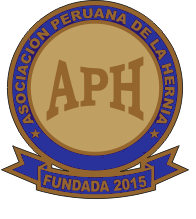 ASOCIACIÓN PERUANA DE LA HERNIA
APH
FUNDADA 2015